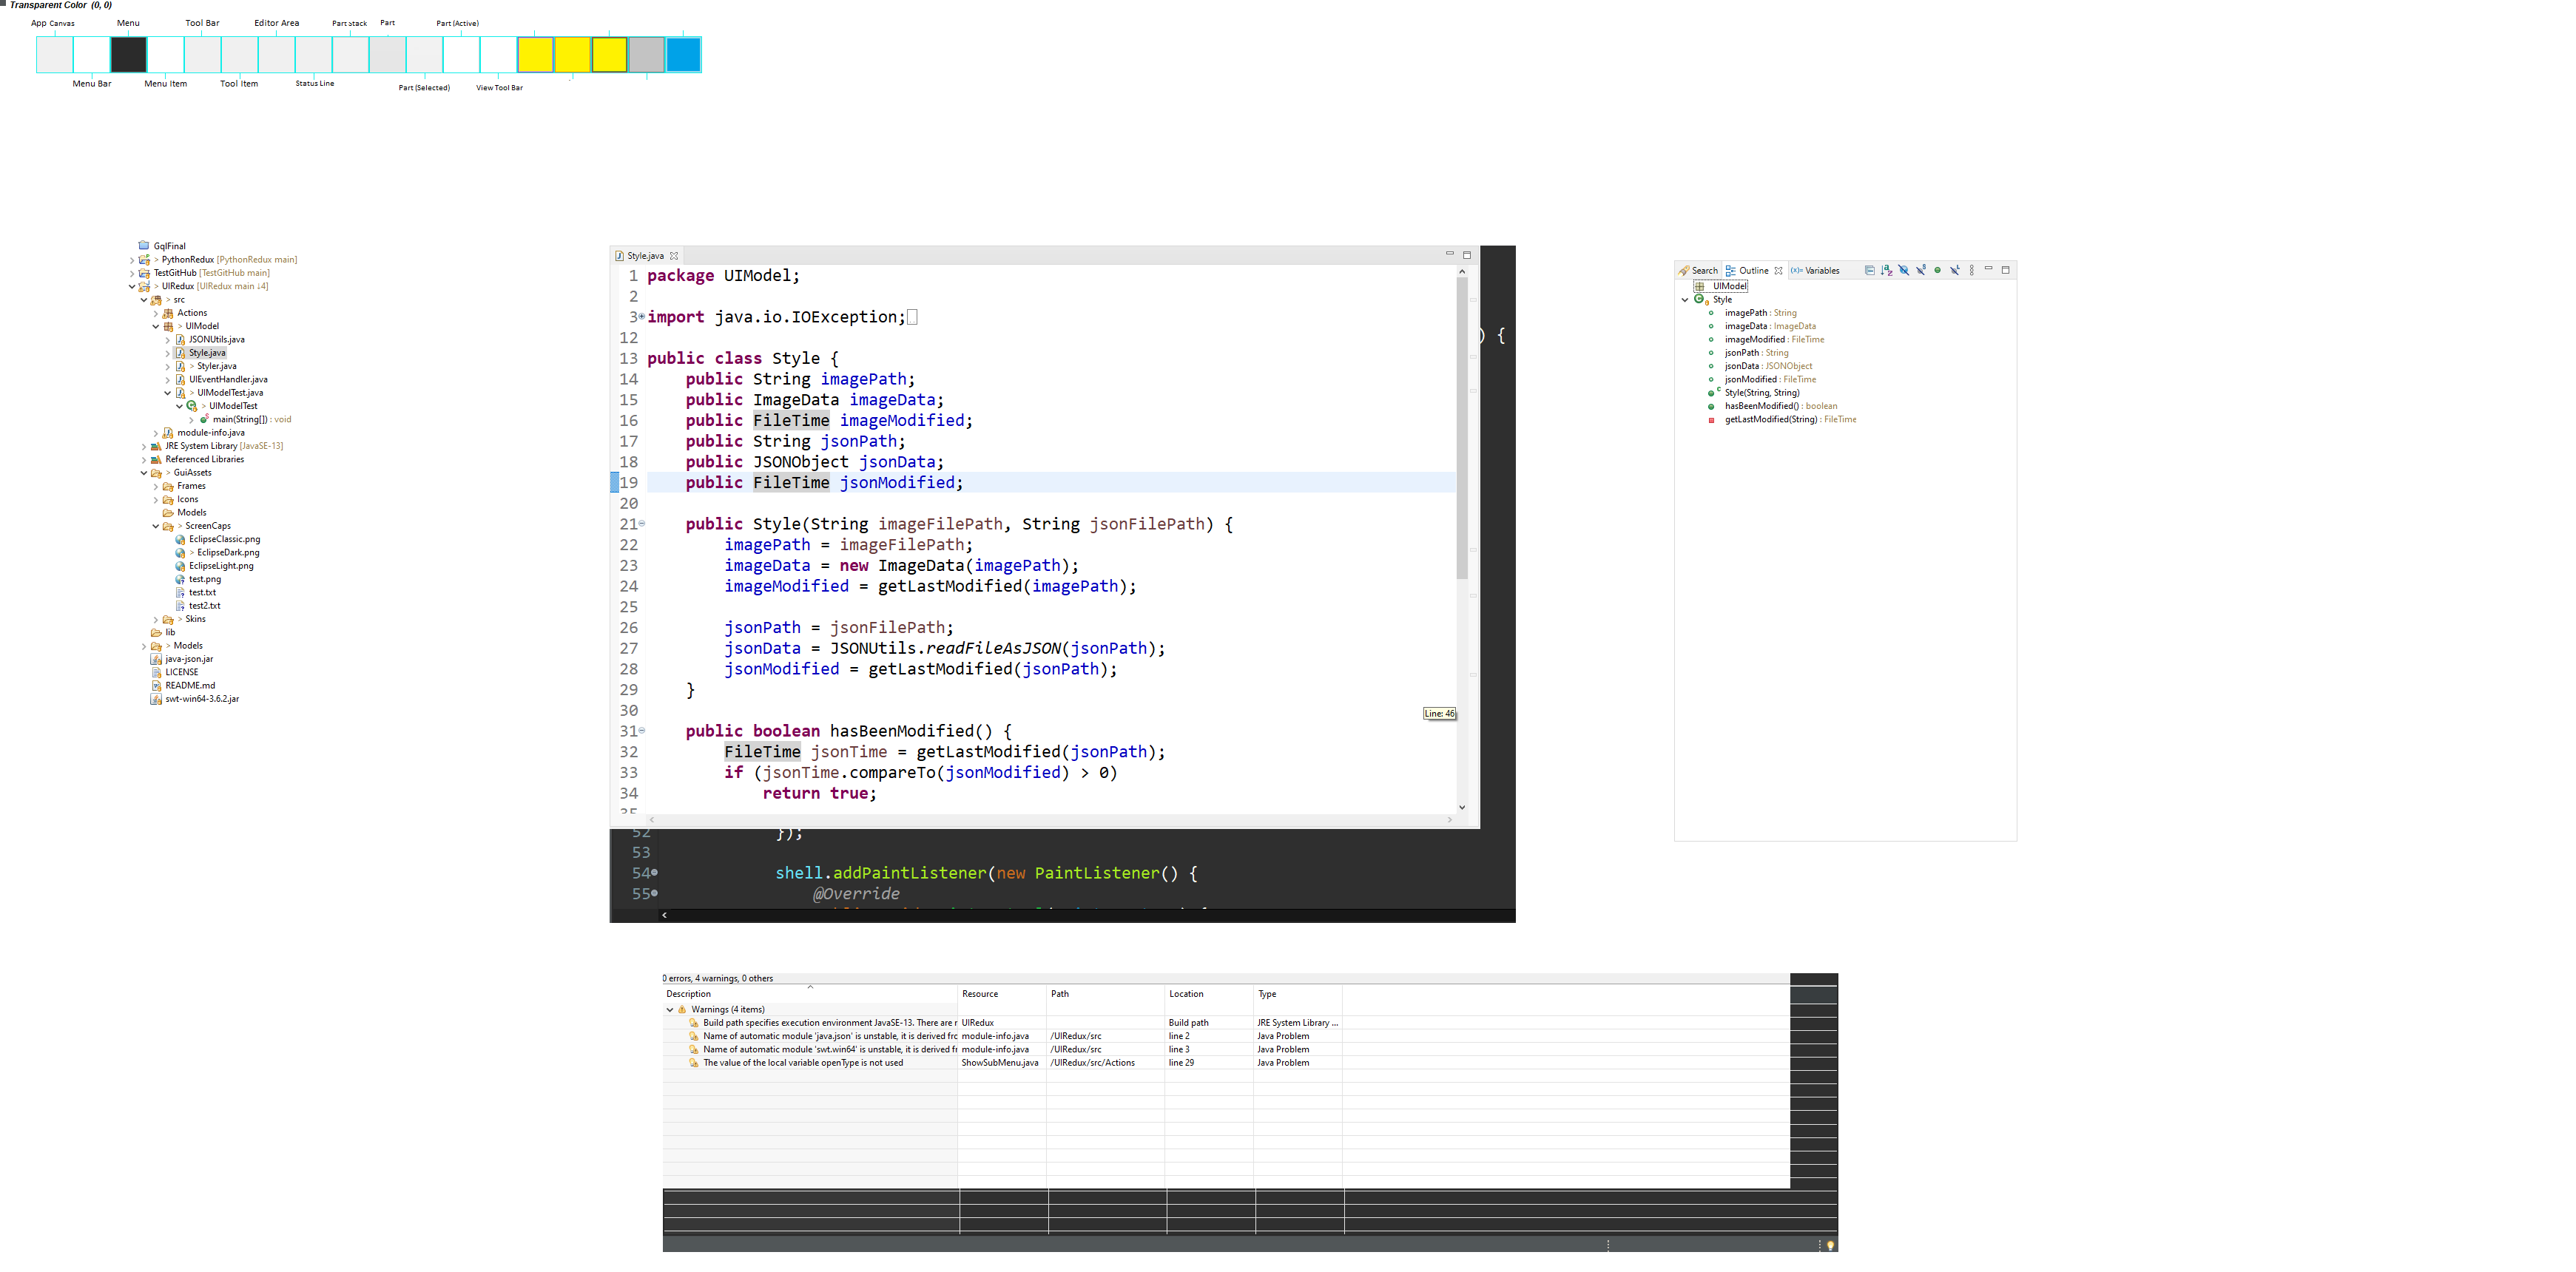 Transparent Color (0, 0)
App Canvas
Menu
Tool Bar
Editor Area
Part Stack
Part
Part (Active)
Menu Bar
Menu Item
Tool Item
Status Line
Part (Selected)
View Tool Bar
GqlFinal
> PythonRedux [PythonRedux main]
TestGitHub [TestGitHub main]
> UIRedux [UIRedux main ↓4]
> src
Actions
> UIModel
JSONUtils.java
Style.java
> Styler.java
UIEventHandler.java
> UIModelTest.java
> UIModelTest
main(String[]) : void
module-info.java
JRE System Library [JavaSE-13]
Referenced Libraries
> GuiAssets
Frames
Icons
Models
> ScreenCaps
EclipseClassic.png
> EclipseDark.png
EclipseLight.png
test.png
test.txt
test2.txt
> Skins
lib
> Models
java-json.jar
LICENSE
README.md
swt-win64-3.6.2.jar
Style.java
1 package UIModel;
2
3 import java.io.IOException;
12
13 public class Style {
14 public String imagePath;
15 public ImageData imageData;
16 public FileTime imageModified;
17 public String jsonPath;
18 public JSONObject jsonData;
19 public FileTime jsonModified;
20
21 public Style(String imageFilePath, String jsonFilePath) {
22 imagePath = imageFilePath;
23 imageData = new ImageData(imagePath);
24 imageModified = getLastModified(imagePath);
25
26 jsonPath = jsonFilePath;
27 jsonData = JSONUtils.readFileAsJSON(jsonPath);
28 jsonModified = getLastModified(jsonPath);
29 }
30
Line: 46
31 public boolean hasBeenModified() {
32 FileTime jsonTime = getLastModified(jsonPath);
33 if (jsonTime.compareTo(jsonModified) > 0)
34 return true;
35
) {
52 });
53
54 shell.addPaintListener(new PaintListener() {
55 @Override
Search
Outline
(x)= Variables
UIModel
Style
imagePath : String
imageData : ImageData
imageModified : FileTime
jsonPath : String
jsonData : JSONObject
jsonModified : FileTime
Style(String, String)
hasBeenModified() : boolean
getLastModified(String) : FileTime
0 errors, 4 warnings, 0 others
Description Resource Path Location Type
Warnings (4 items)
Build path specifies execution environment JavaSE-13. There are r UIRedux Build path JRE System Library ...
Name of automatic module 'java.json' is unstable, it is derived frc module-info.java /UIRedux/src line 2 Java Problem
Name of automatic module 'swt.win64' is unstable, it is derived fr module-info.java /UIRedux/src line 3 Java Problem
The value of the local variable openType is not used ShowSubMenu.java /UIRedux/src/Actions line 29 Java Problem